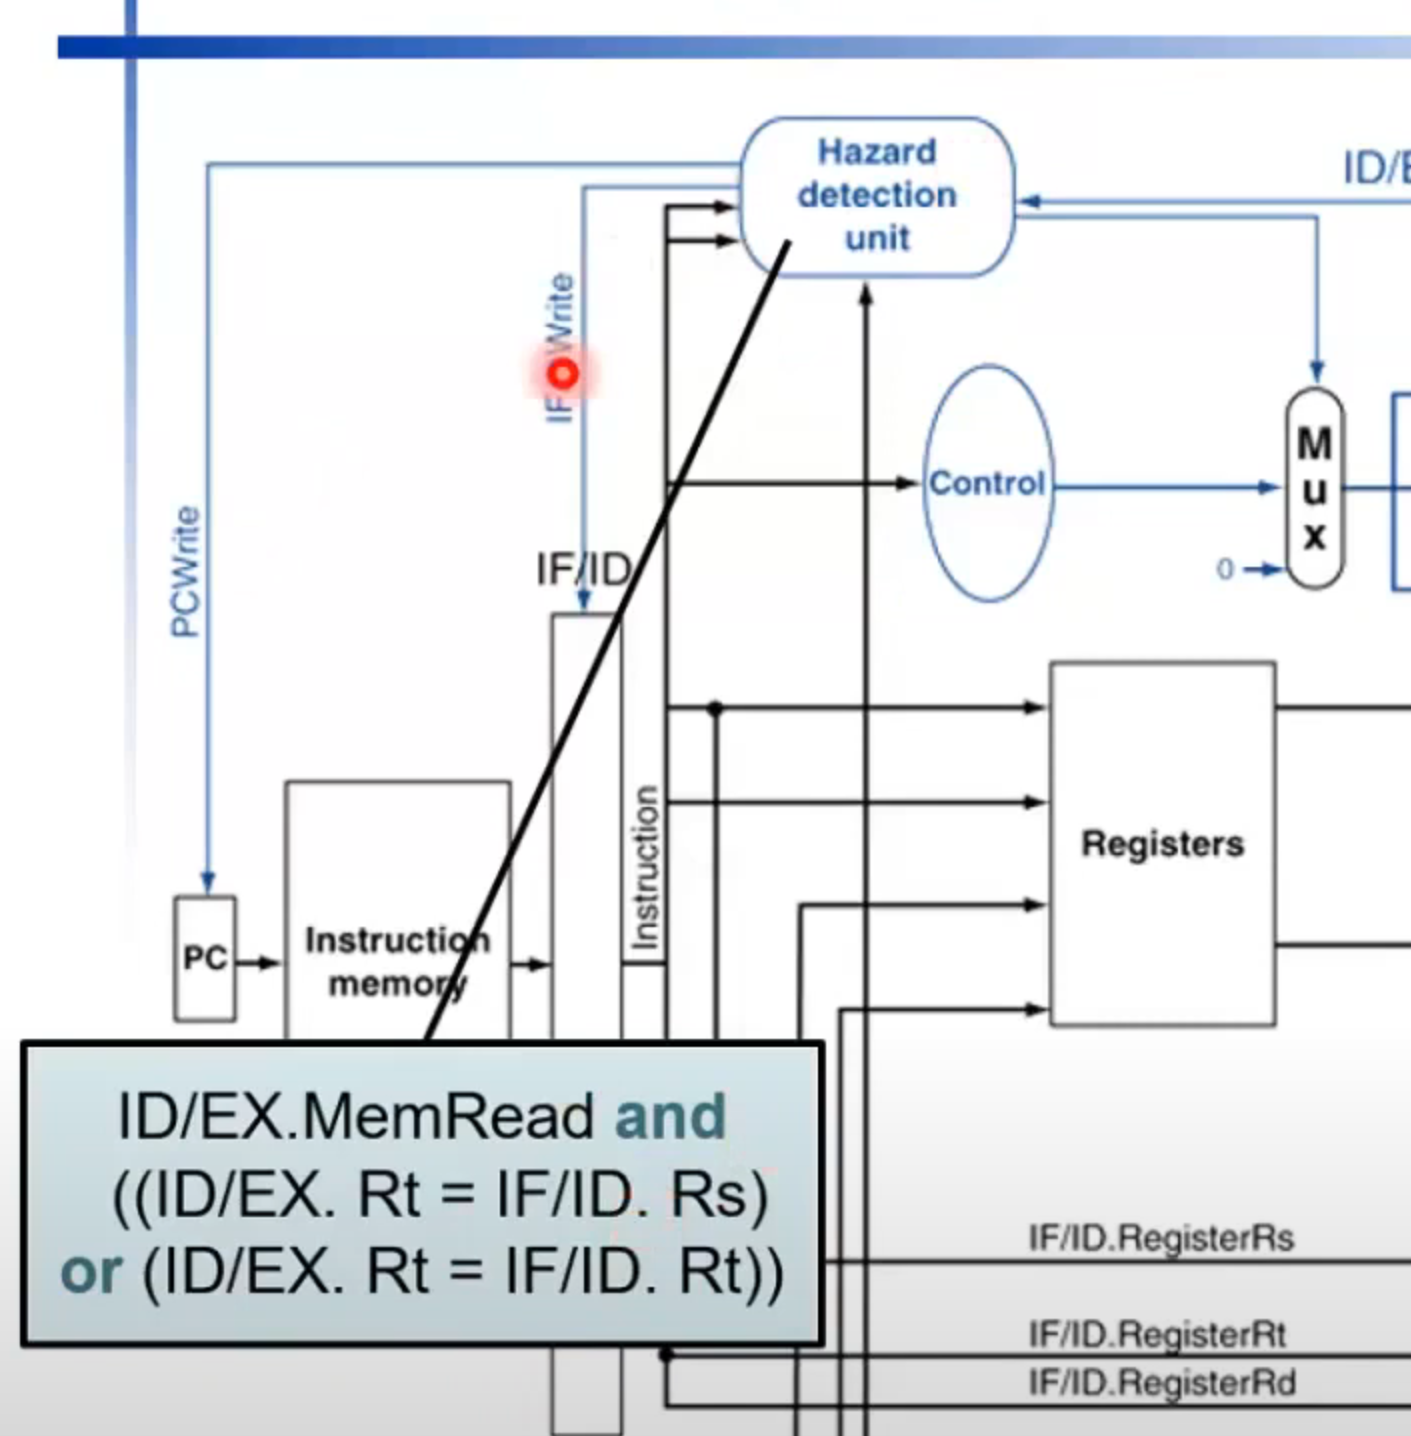 Hazard
detection
unit
ID/E
Write
Control
M
u
x
0
PCWrite
IF/ID
Instruction
Registers
PC
Instruction
memory
ID/EX.MemRead and
((ID/EX. Rt = IF/ID. Rs)
or (ID/EX. Rt = IF/ID. Rt))
IF/ID.RegisterRs
IF/ID.RegisterRt
IF/ID.RegisterRd